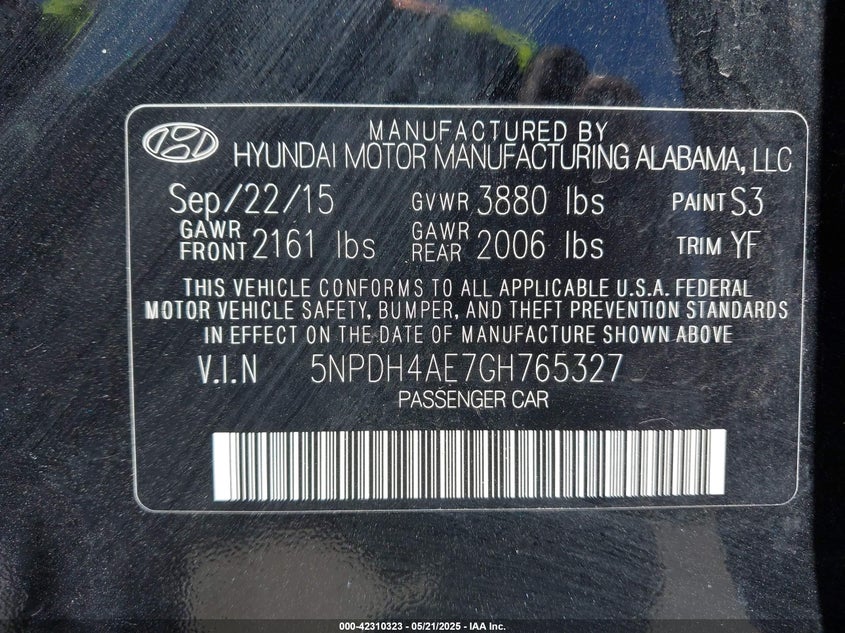 MANUFACTURED BY
HYUNDAI MOTOR MANUFACTURING ALABAMA, LLC
Sep/22/15 GVWR 3880 lbs PAINT S3
GAWR FRONT 2161 lbs GAWR REAR 2006 lbs TRIM YF
THIS VEHICLE CONFORMS TO ALL APPLICABLE U.S.A. FEDERAL
MOTOR VEHICLE SAFETY, BUMPER, AND THEFT PREVENTION STANDARDS
IN EFFECT ON THE DATE OF MANUFACTURE SHOWN ABOVE
V.I.N 5NPDH4AE7GH765327
PASSENGER CAR
000-42310323 - 05/21/2025 - IAA Inc.